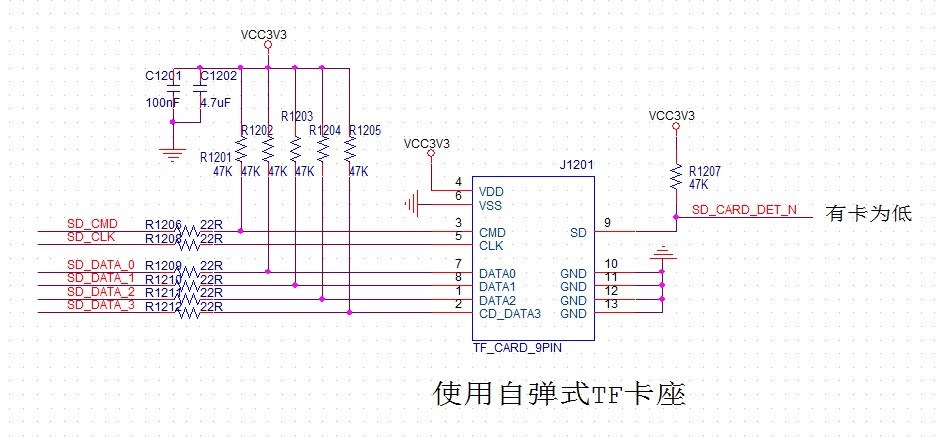 VCC3V3
C1201
C1202
100nF
4.7uF
R1203
R1202
R1204
R1205
R1201
47K
47K
47K
47K
47K
VCC3V3
VCC3V3
J1201
R1207
47K
4
VDD
6
VSS
SD_CARD_DET_N
有卡为低
SD_CMD
R1206
22R
3
CMD
SD
9
SD_CLK
R1208
22R
5
CLK
SD_DATA_0
R1209
22R
7
DATA0
GND
10
SD_DATA_1
R1210
22R
8
DATA1
GND
11
SD_DATA_2
R1211
22R
1
DATA2
GND
12
SD_DATA_3
R1212
22R
2
CD_DATA3
GND
13
TF_CARD_9PIN
使用自弹式TF卡座